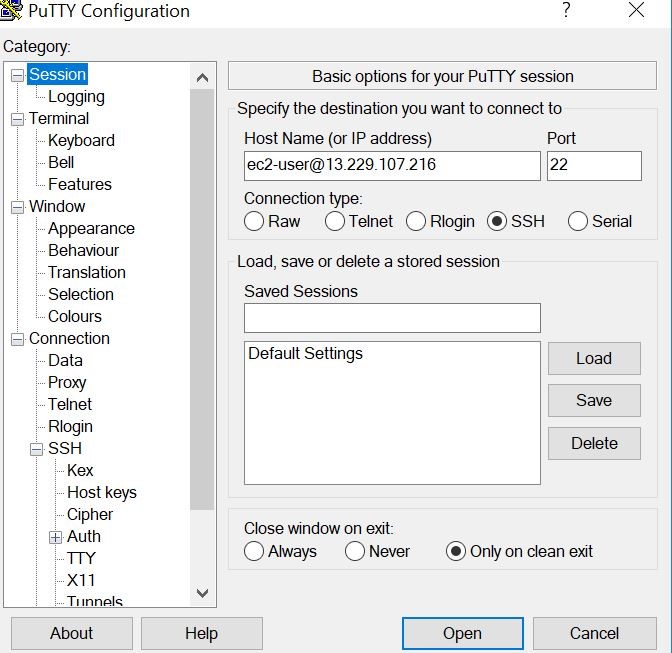 PuTTY Configuration
?
Category:
Session
Logging
Terminal
Keyboard
Bell
Features
Window
Appearance
Behaviour
Translation
Selection
Colours
Connection
Data
Proxy
Telnet
Rlogin
SSH
Kex
Host keys
Cipher
Auth
TTY
X11
Tunnels
Basic options for your PuTTY session
Specify the destination you want to connect to
Host Name (or IP address) Port
ec2-user@13.229.107.216 22
Connection type:
Raw Telnet Rlogin SSH Serial
Load, save or delete a stored session
Saved Sessions
Default Settings
Load
Save
Delete
Close window on exit:
Always Never Only on clean exit
About Help Open Cancel